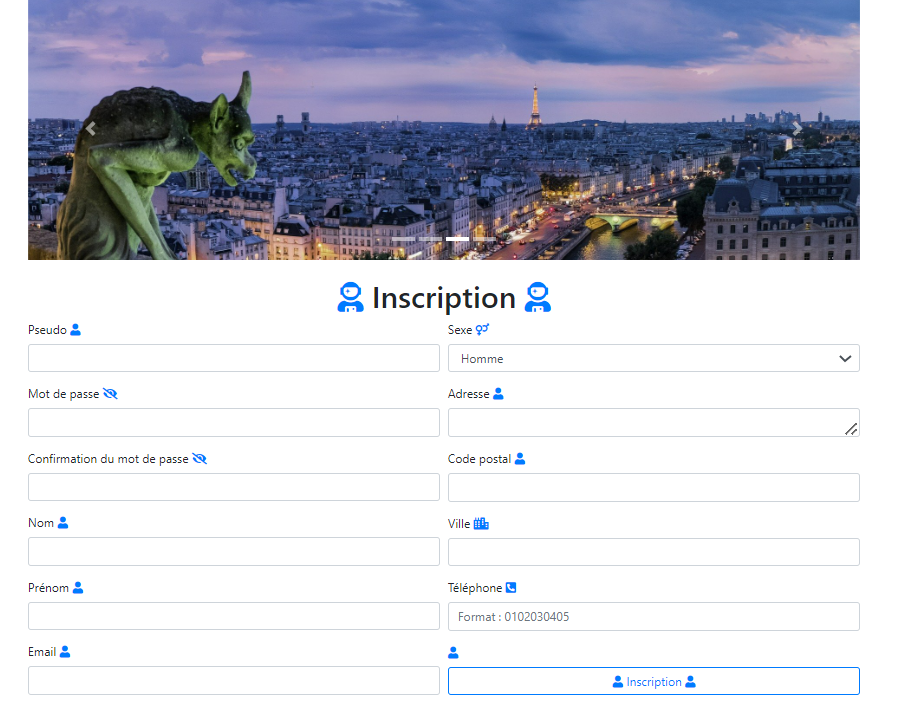 Inscription
Pseudo
Sexe
Homme
Mot de passe
Adresse
Confirmation du mot de passe
Code postal
Nom
Ville
Prénom
Téléphone
Format : 0102030405
Email
Inscription